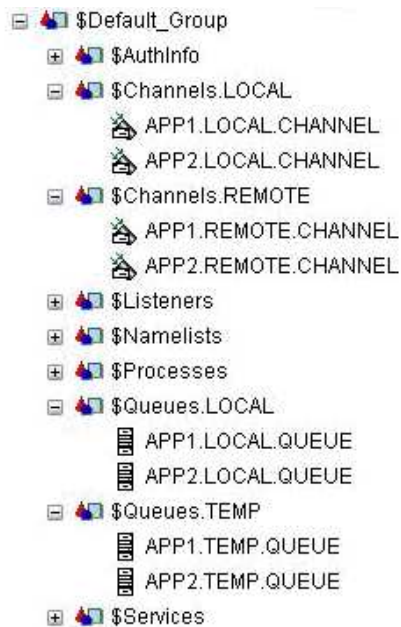 $Default_Group
$AuthInfo
$Channels.LOCAL
APP1.LOCAL.CHANNEL
APP2.LOCAL.CHANNEL
$Channels.REMOTE
APP1.REMOTE.CHANNEL
APP2.REMOTE.CHANNEL
$Listeners
$Namelists
$Processes
$Queues.LOCAL
APP1.LOCAL.QUEUE
APP2.LOCAL.QUEUE
$Queues.TEMP
APP1.TEMP.QUEUE
APP2.TEMP.QUEUE
$Services